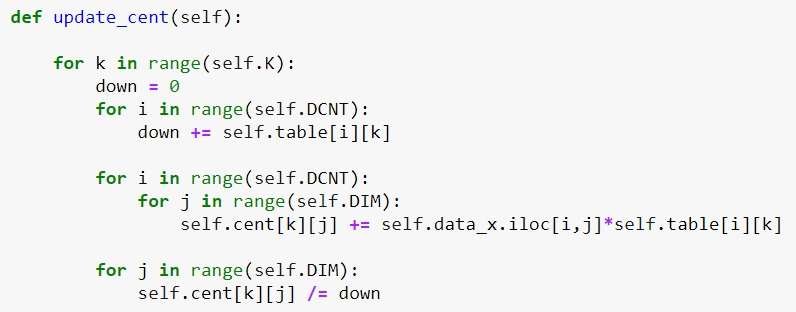 def update_cent(self):
for k in range(self.K):
down = 0
for i in range(self.DCNT):
down += self.table[i][k]
for i in range(self.DCNT):
for j in range(self.DIM):
self.cent[k][j] += self.data_x.iloc[i,j]*self.table[i][k]
for j in range(self.DIM):
self.cent[k][j] /= down